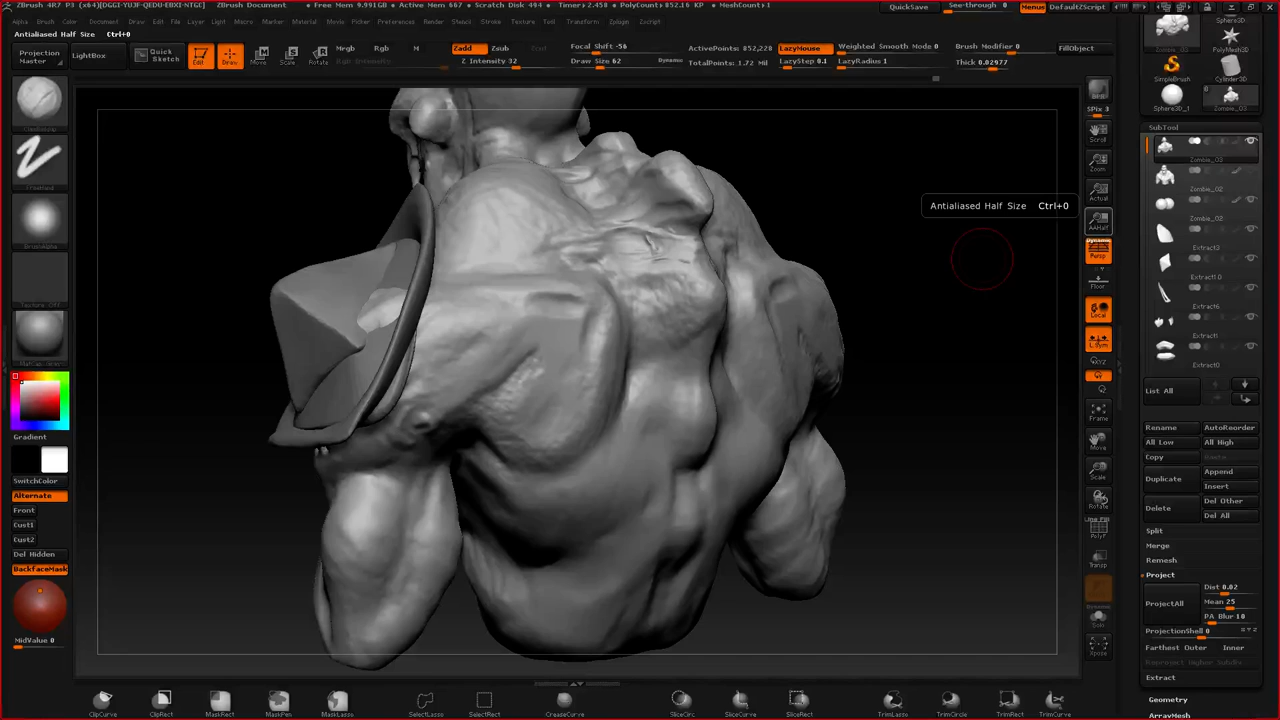 ZBrush 4R7 P3 (x64)[DGGI-YUJF-QEDU-EOXI-NTGE] ZBrush Document • Free Mem 9.991GB • Active Mem 667 • Scratch Disk 494 • Timer▸2.458 • PolyCount▸852.16 KP • MeshCount▸1 QuickSave See-through 0 Menus DefaultZScript
Alpha Brush Color Document Draw Edit File Layer Light Macro Marker Material Movie Picker Preferences Render Stencil Stroke Texture Tool Transform Zplugin Zscript
Antialiased Half Size Ctrl+0
Projection Master
LightBox
Quick Sketch
Edit
Draw
Move
Scale
Rotate
Mrgb Rgb M
Zadd Zsub
Z Intensity 32
Focal Shift -56
Draw Size 62
Dynamic
ActivePoints: 852,228
TotalPoints: 1.72 Mil
LazyMouse Weighted Smooth Mode 0
LazyStep 0.1 LazyRadius 1
Brush Modifier 0
Thick 0.02977
FillObject
FreeHand
BrushAlpha
Texture Off
Gradient
SwitchColor
Alternate
Front
Cust1
Cust2
Del Hidden
BackfaceMask
MidValue 0
Antialiased Half Size Ctrl+0
BPR
SPix 3
Scroll
Zoom
Actual
AAHalf
Dynamic
Persp
Floor
Local
L.Sym
Frame
Move
Scale
Rotate
Line Fill
PolyF
Transp
Dynamic
Solo
Xpose
Sphere3D
PolyMesh3D
SimpleBrush
Cylinder3D
Sphere3D_1
Zombie_03
SubTool
Zombie_03
Zombie_02
Zombie_02
Extract3
Extract10
Extract6
Extract1
Extract0
List All
Rename AutoReorder
All Low All High
Copy
Duplicate
Append
Insert
Delete
Del Other
Del All
Split
Merge
Remesh
Project
ProjectAll
Dist 0.02
Mean 25
PA Blur 10
ProjectionShell 0
Farthest Outer Inner
Extract
Geometry
ArrayMesh
ClipCurve ClipRect MaskRect MaskPen MaskLasso SelectLasso SelectRect CreaseCurve SliceCirc SliceCurve SliceRect TrimLasso TrimCircle TrimRect TrimCurve